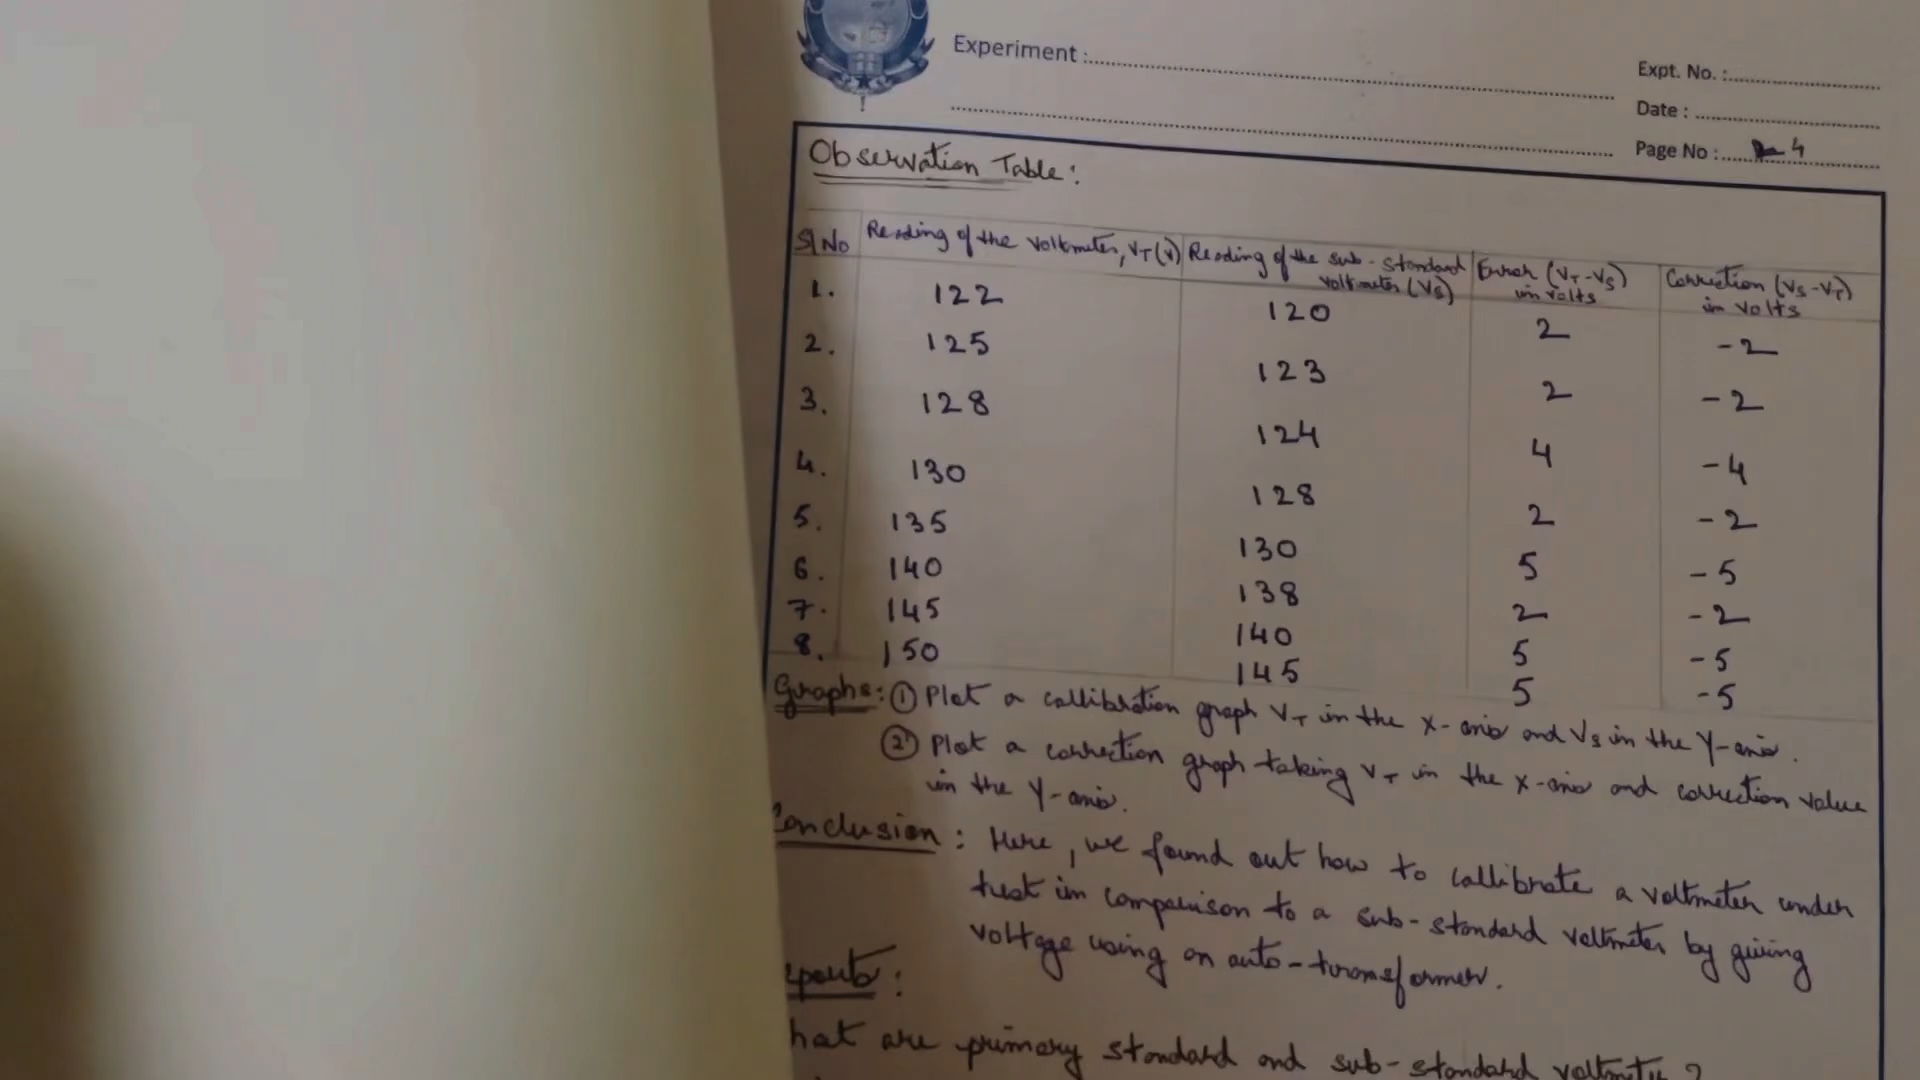 Experiment :
Expt. No. :
Date :
Page No : 4
Observation Table:
Sl No Reading of the voltmeter, VT (V) Reading of the sub-standard voltmeter (VS) Error (VT-VS) in volts Correction (VS-VT) in volts
1. 122 120 2 -2
2. 125 123 2 -2
3. 128 124 4 -4
4. 130 128 2 -2
5. 135 130 5 -5
6. 140 138 2 -2
7. 145 140 5 -5
8. 150 145 5 -5
Graphs: ① Plot a callibration graph VT in the X-axis and VS in the Y-axis.
② Plot a correction graph taking VT in the X-axis and correction value
in the Y-axis.
Conclusion : Here, we found out how to callibrate a voltmeter under
test in comparison to a sub-standard voltmeter by giving
voltage using an auto-transformer.
eports :
hat are primary standard and sub-standard voltmeter ?